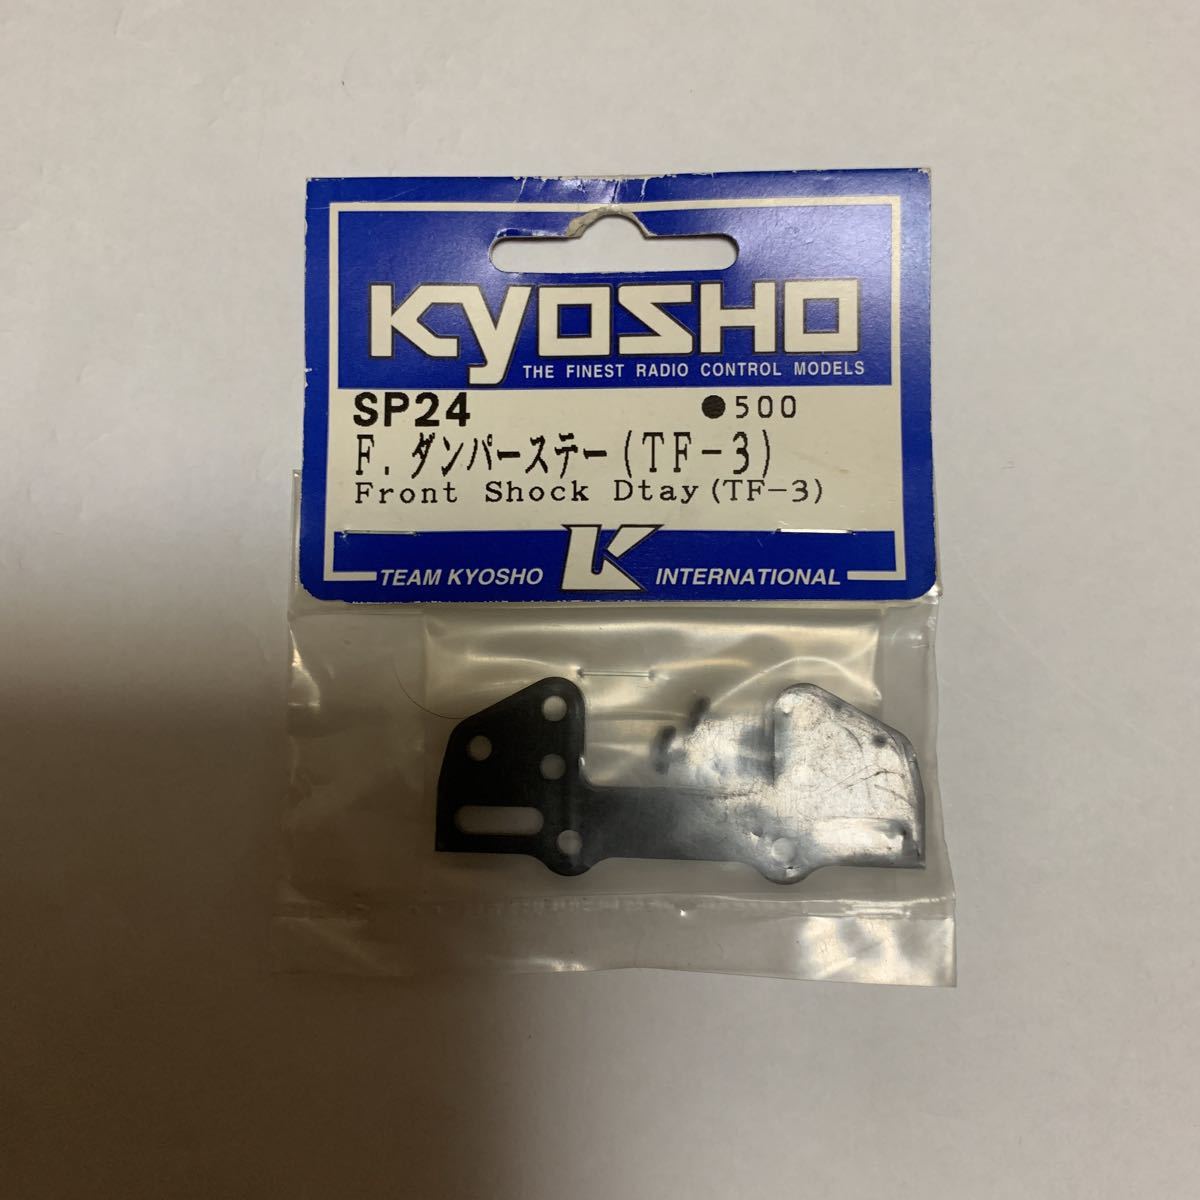 KYOSHO
THE FINEST RADIO CONTROL MODELS
SP24 ●500
F.ダンパーステー(TF-3)
Front Shock Dtay(TF-3)
TEAM KYOSHO K INTERNATIONAL